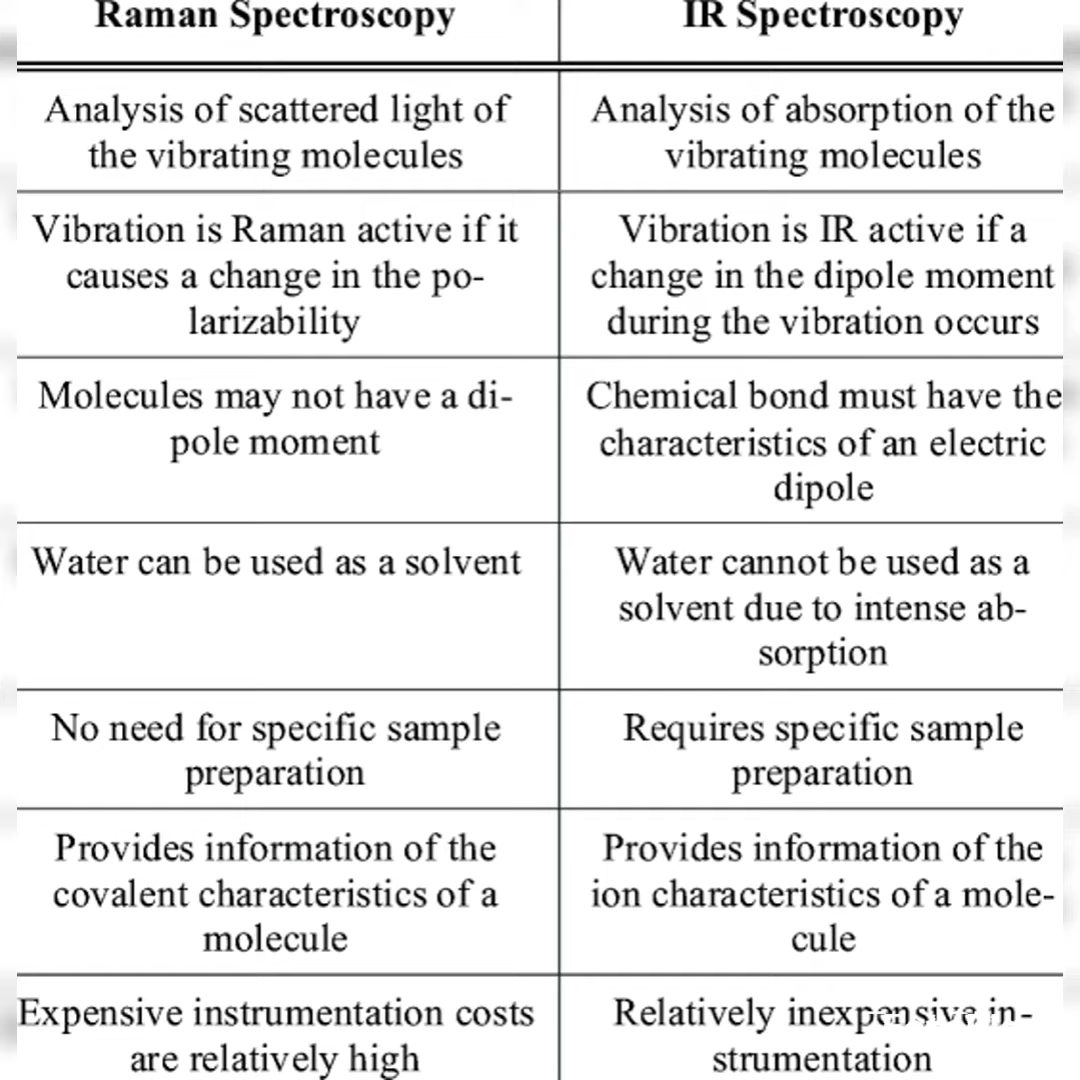 Raman Spectroscopy
IR Spectroscopy
Analysis of scattered light of
the vibrating molecules
Analysis of absorption of the
vibrating molecules
Vibration is Raman active if it
causes a change in the po-
larizability
Vibration is IR active if a
change in the dipole moment
during the vibration occurs
Molecules may not have a di-
pole moment
Chemical bond must have the
characteristics of an electric
dipole
Water can be used as a solvent
Water cannot be used as a
solvent due to intense ab-
sorption
No need for specific sample
preparation
Requires specific sample
preparation
Provides information of the
covalent characteristics of a
molecule
Provides information of the
ion characteristics of a mole-
cule
Expensive instrumentation costs
are relatively high
Relatively inexpensive in-
strumentation